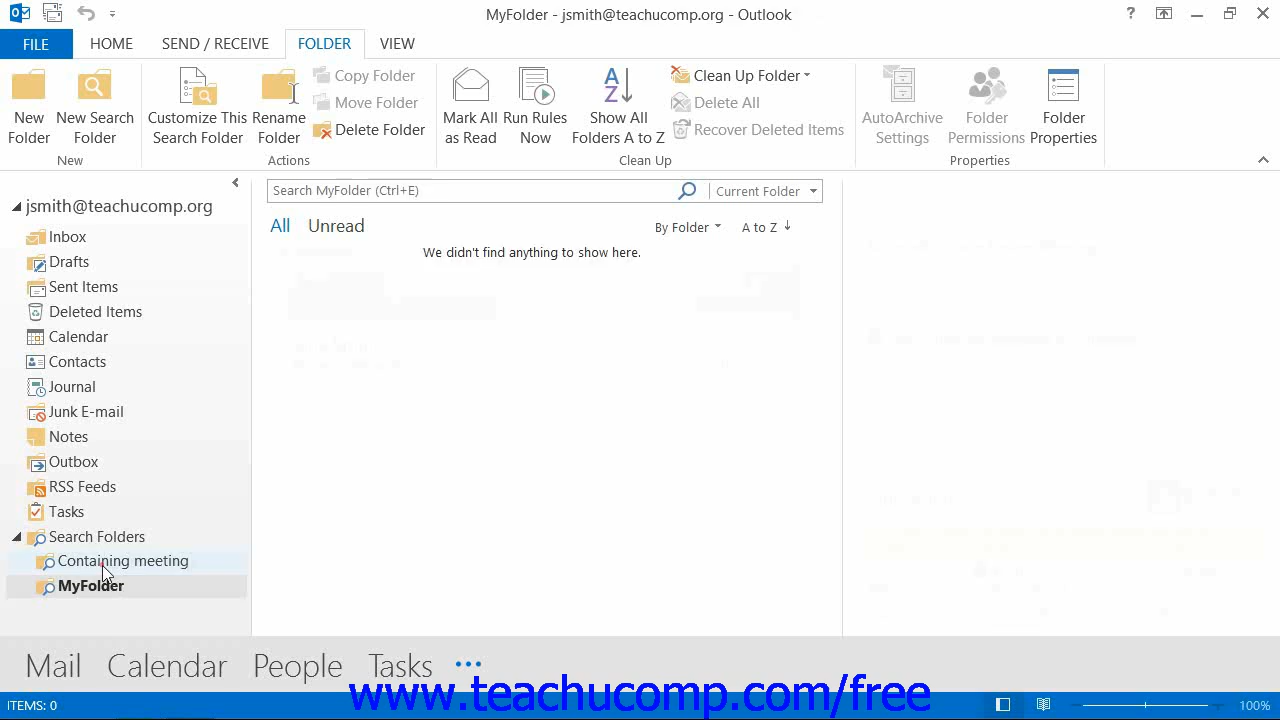 MyFolder - jsmith@teachucomp.org - Outlook
?
FILE HOME SEND / RECEIVE FOLDER VIEW
New Folder
New Search Folder
New
Customize This Search Folder
Rename Folder
Copy Folder
Move Folder
Delete Folder
Actions
Mark All as Read
Run Rules Now
A
Z
Show All Folders A to Z
Clean Up Folder
Delete All
Recover Deleted Items
Clean Up
AutoArchive Settings
Folder Permissions
Folder Properties
Properties
jsmith@teachucomp.org
Inbox
Drafts
Sent Items
Deleted Items
Calendar
Contacts
Journal
Junk E-mail
Notes
Outbox
RSS Feeds
Tasks
Search Folders
Containing meeting
MyFolder
Search MyFolder (Ctrl+E)
Current Folder
All Unread
By Folder A to Z
We didn't find anything to show here.
Mail Calendar People Tasks
www.teachucomp.com/free
ITEMS: 0
100%